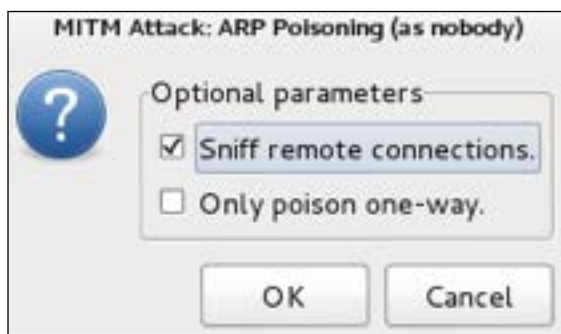 MITM Attack: ARP Poisoning (as nobody)
?
Optional parameters
Sniff remote connections.
Only poison one-way.
OK Cancel